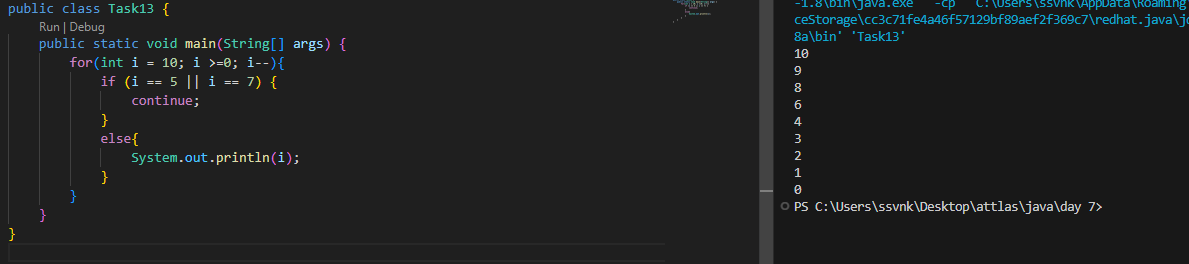 public class Task13 {
Run | Debug
public static void main(String[] args) {
for(int i = 10; i >=0; i--){
if (i == 5 || i == 7) {
continue;
}
else{
System.out.println(i);
}
}
}
}
-1.8\bin\java.exe' '-cp' 'C:\Users\ssvnk\AppData\Roaming
ceStorage\cc3c71fe4a46f57129bf89aef2f369c7\redhat.java\jd
8a\bin' 'Task13'
10
9
8
6
4
3
2
1
0
PS C:\Users\ssvnk\Desktop\attlas\java\day 7>